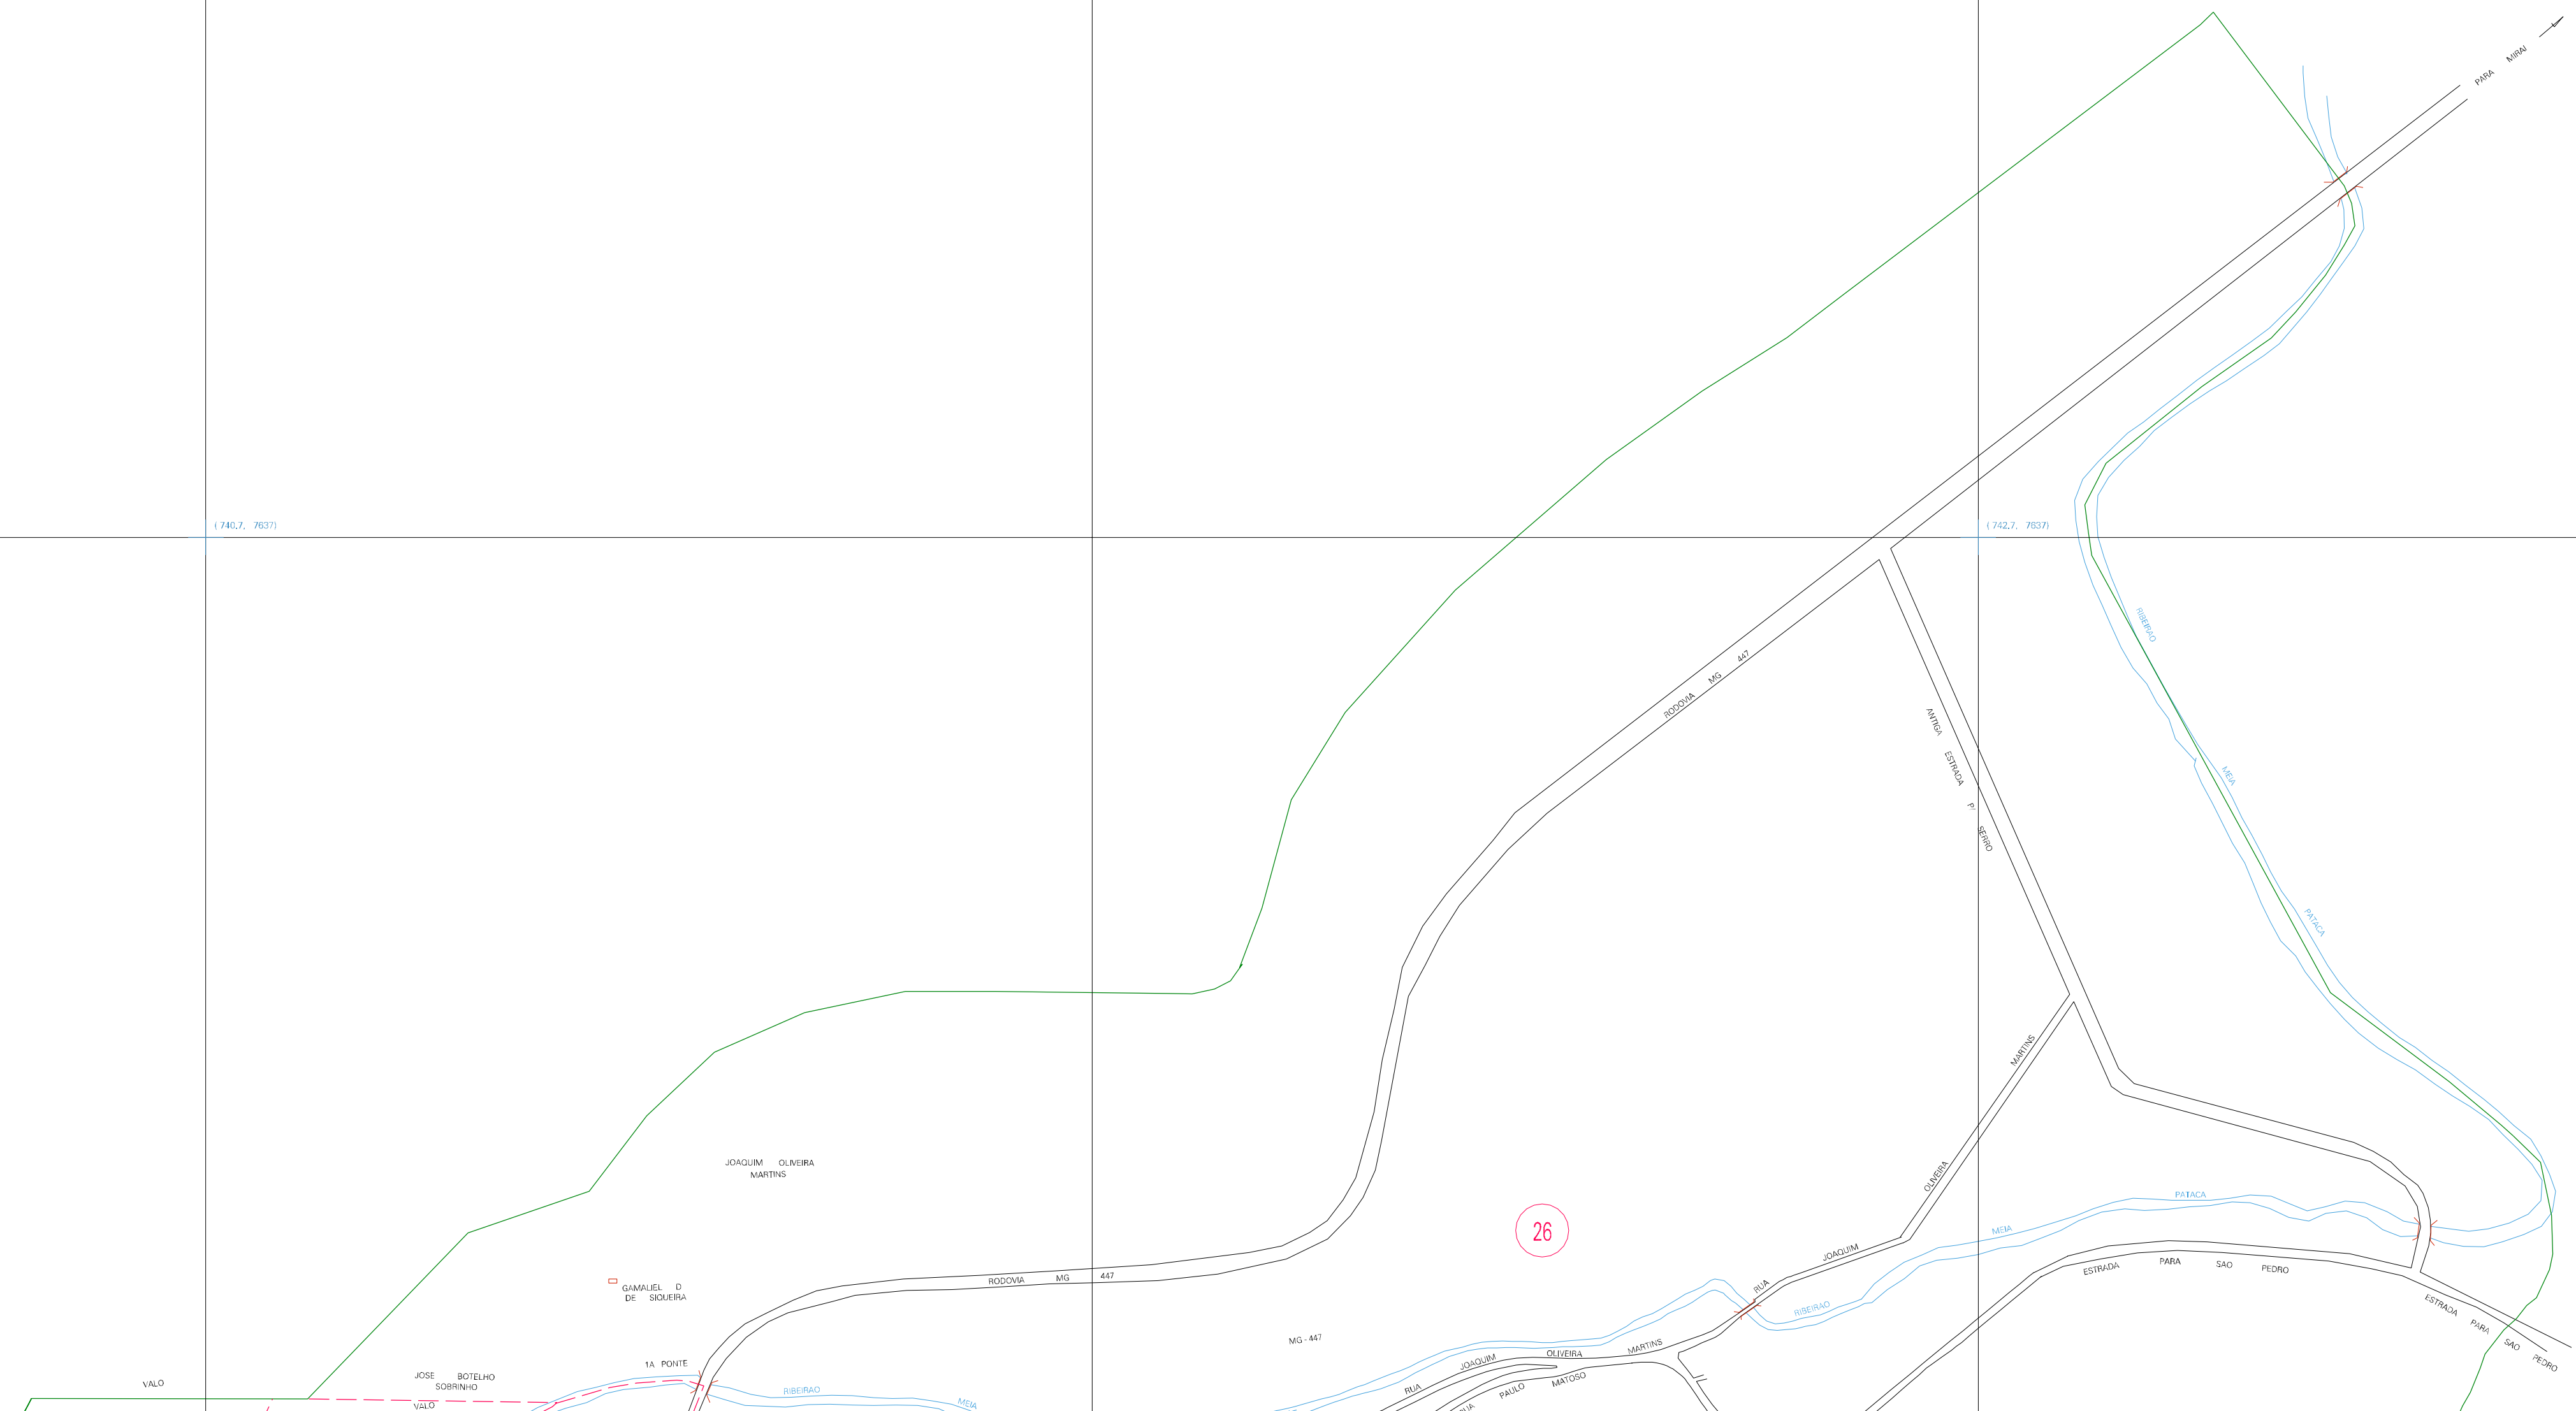 PARA MIRAI
( 740,7, 7637)
( 742,7, 7637)
RIBEIRAO MEIA PATACA
RODOVIA MG 447
ANTIGA ESTRADA P/ SERRO
JOAQUIM OLIVEIRA
MARTINS
26
RUA JOAQUIM OLIVEIRA MARTINS
RIBEIRAO MEIA PATACA
ESTRADA PARA SAO PEDRO
ESTRADA PARA SAO PEDRO
GAMALIEL D
DE SIQUEIRA
RODOVIA MG 447
MG - 447
1A PONTE
JOSE BOTELHO
SOBRINHO
VALO
VALO
RIBEIRAO MEIA
RUA JOAQUIM OLIVEIRA MARTINS
PAULO MATOSO